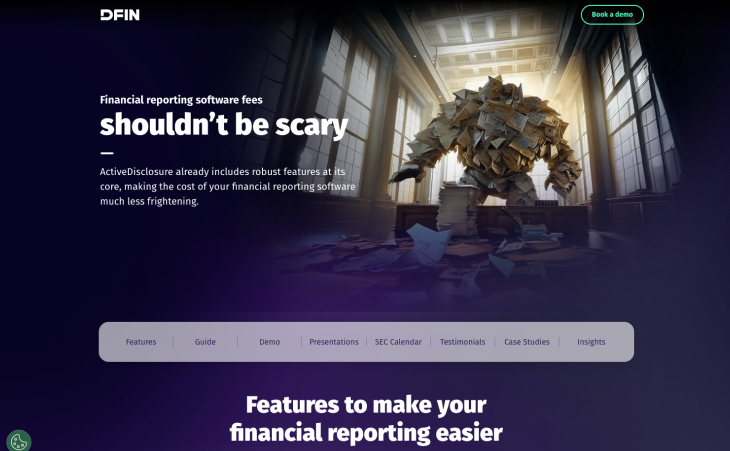 DFIN
Book a demo
Financial reporting software fees
shouldn't be scary
ActiveDisclosure already includes robust features at its
core, making the cost of your financial reporting software
much less frightening.
Features
Guide
Demo
Presentations
SEC Calendar
Testimonials
Case Studies
Insights
Features to make your
financial reporting easier